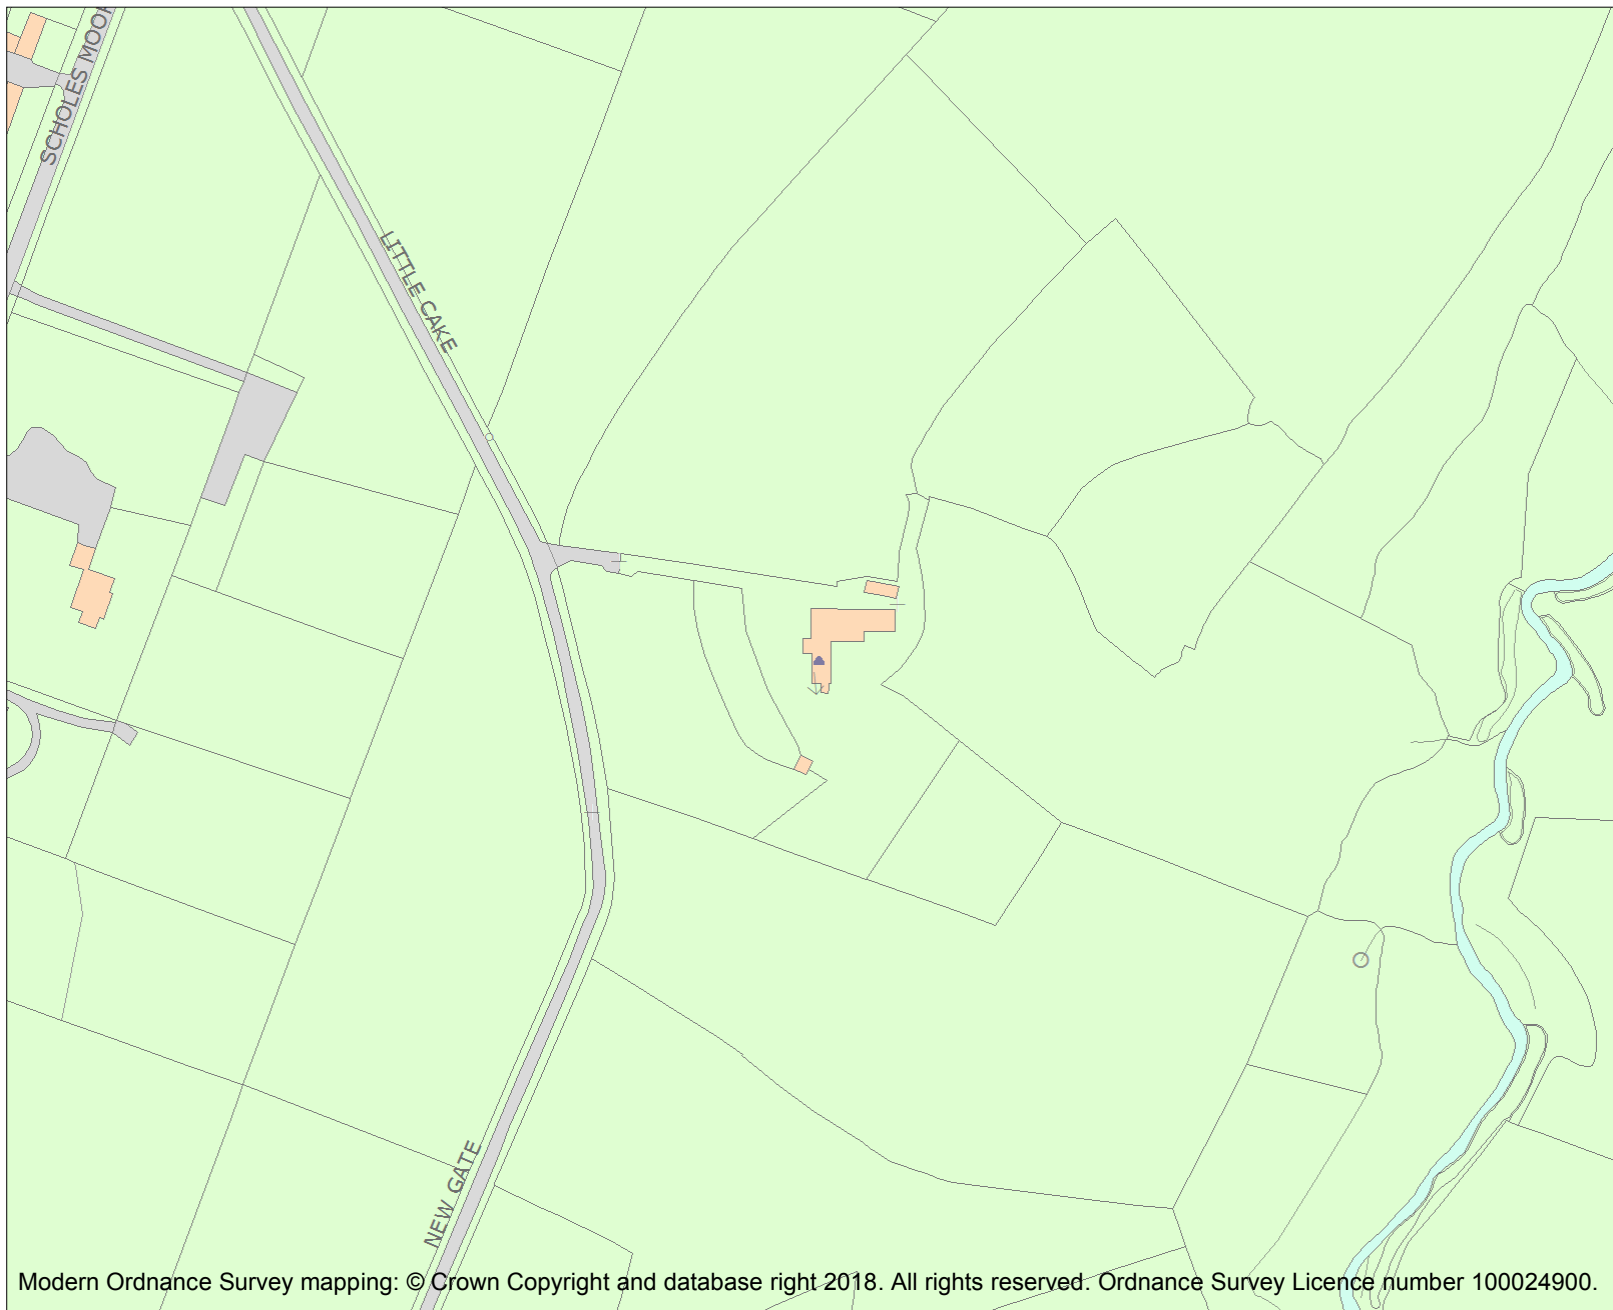 SCHOLES MOOR
LITTLE CAKE
NEW GATE
Modern Ordnance Survey mapping: © Crown Copyright and database right 2018. All rights reserved. Ordnance Survey Licence number 100024900.